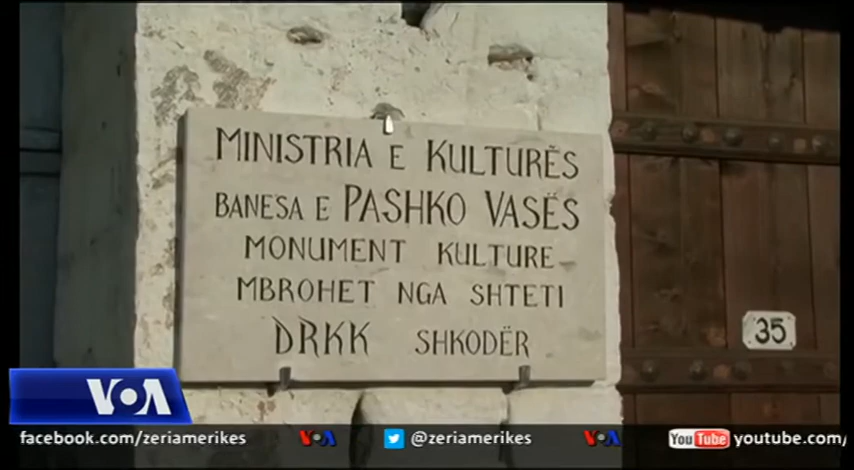 MINISTRIA E KULTURËS
BANESA E PASHKO VASËS
MONUMENT KULTURE
MBROHET NGA SHTETI
DRKK SHKODËR
35
VOA
facebook.com/zeriamerikes VOA @zeriamerikes VOA YouTube youtube.com/